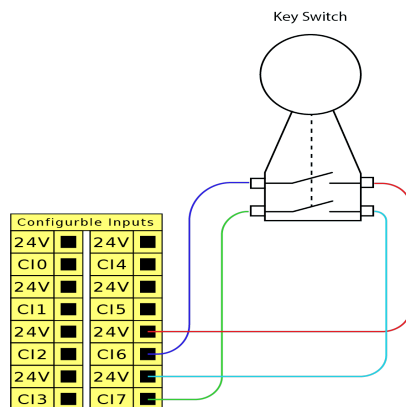 Key Switch
Configurble Inputs
24V 24V
CI0 CI4
24V 24V
CI1 CI5
24V 24V
CI2 CI6
24V 24V
CI3 CI7